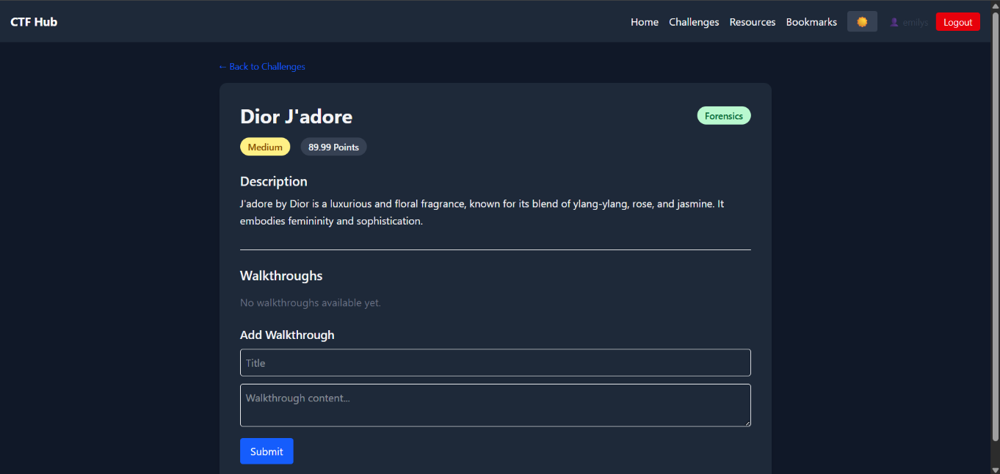 CTF Hub
Home Challenges Resources Bookmarks emilys Logout
← Back to Challenges
Dior J'adore
Forensics
Medium 89.99 Points
Description
J'adore by Dior is a luxurious and floral fragrance, known for its blend of ylang-ylang, rose, and jasmine. It
embodies femininity and sophistication.
Walkthroughs
No walkthroughs available yet.
Add Walkthrough
Title
Walkthrough content...
Submit